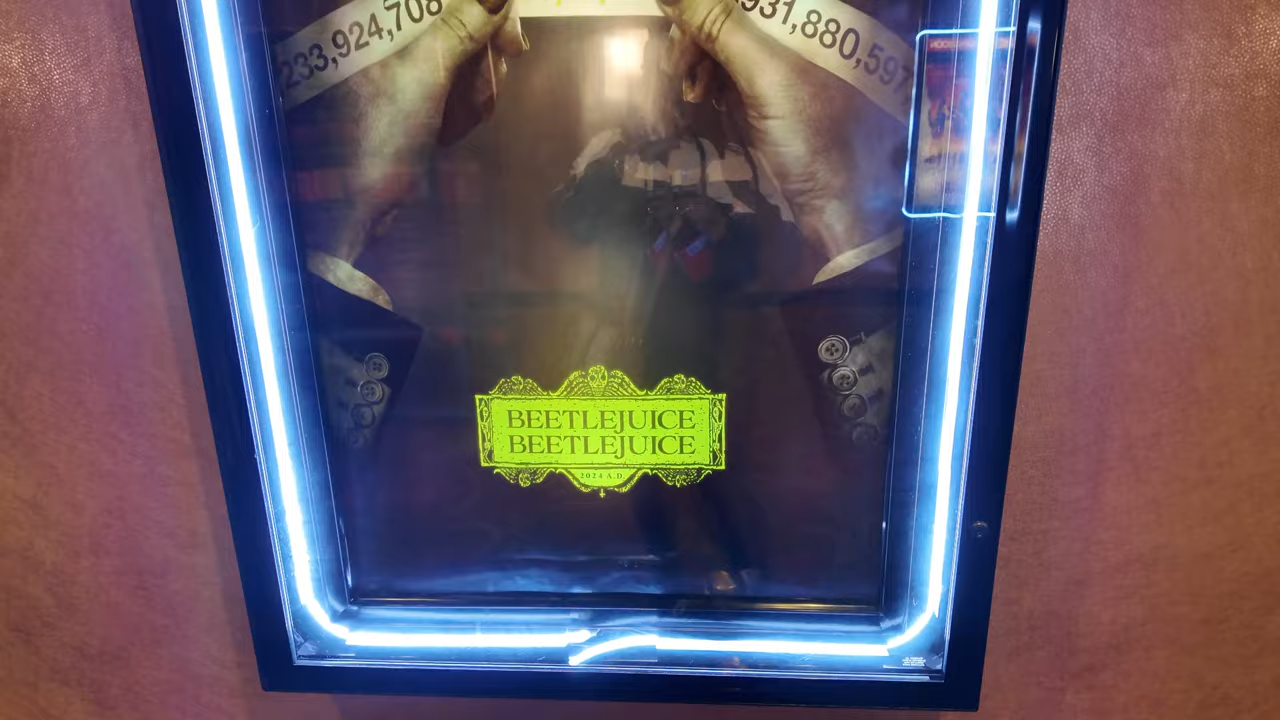 233,924,708
931,880,597
BEETLEJUICE
BEETLEJUICE
2024 A.D.